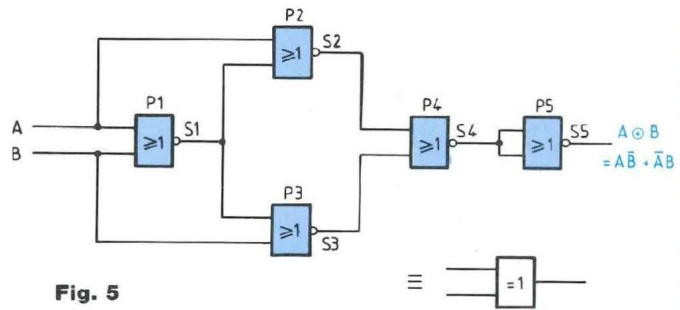 P2
≥1
S2
A
B
P1
≥1
S1
P3
≥1
S3
P4
≥1
S4
P5
≥1
S5
A ⊕ B
= AB̅ + A̅B
Fig. 5
≡
=1